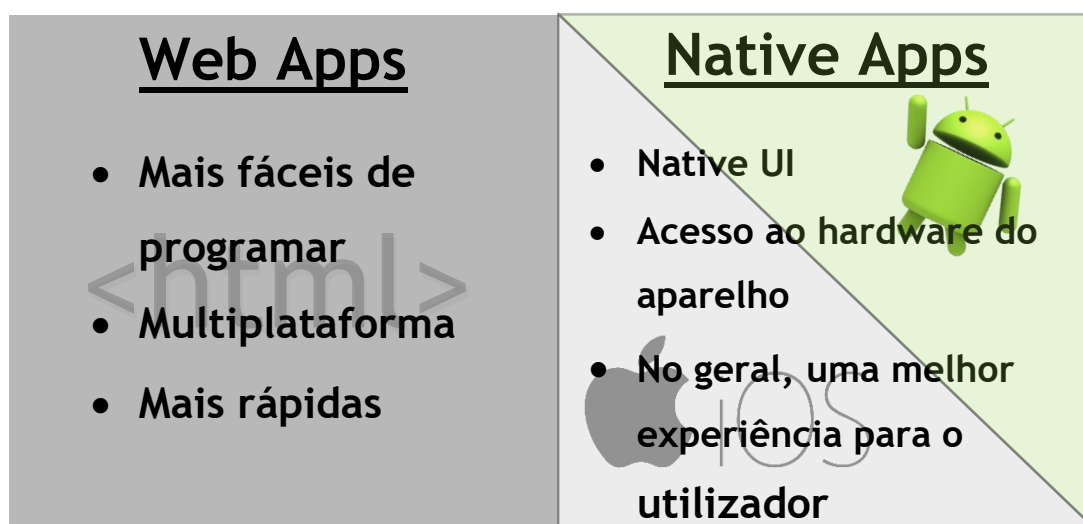 Web Apps
• Mais fáceis de
programar
<html>
• Multiplataforma
• Mais rápidas
Native Apps
• Native UI
• Acesso ao hardware do
aparelho
• No geral, uma melhor
experiência para o
utilizador
iOS